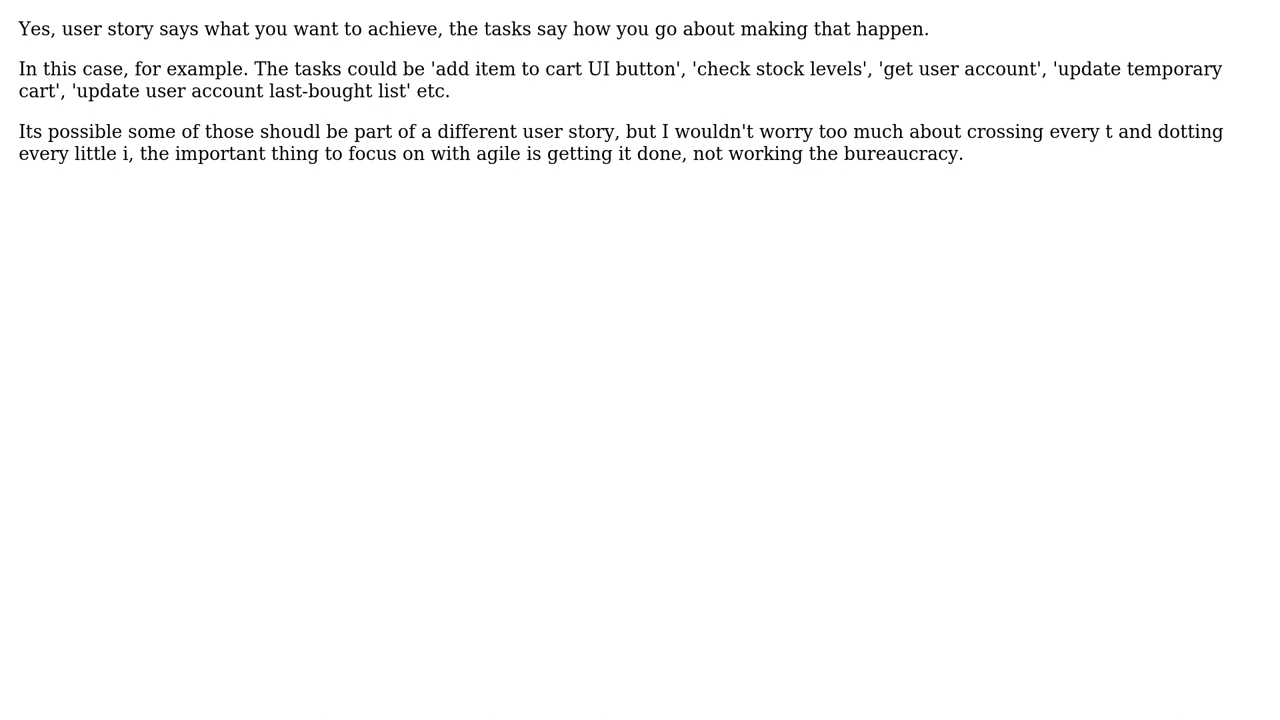 Yes, user story says what you want to achieve, the tasks say how you go about making that happen.
In this case, for example. The tasks could be 'add item to cart UI button', 'check stock levels', 'get user account', 'update temporary
cart', 'update user account last-bought list' etc.
Its possible some of those shoudl be part of a different user story, but I wouldn't worry too much about crossing every t and dotting
every little i, the important thing to focus on with agile is getting it done, not working the bureaucracy.